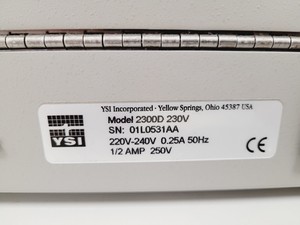 YSI Incorporated · Yellow Springs, Ohio 45387 USA
Model 2300D 230V
SN: 01L0531AA
220V-240V 0.25A 50Hz
1/2 AMP 250V
YSI
CE